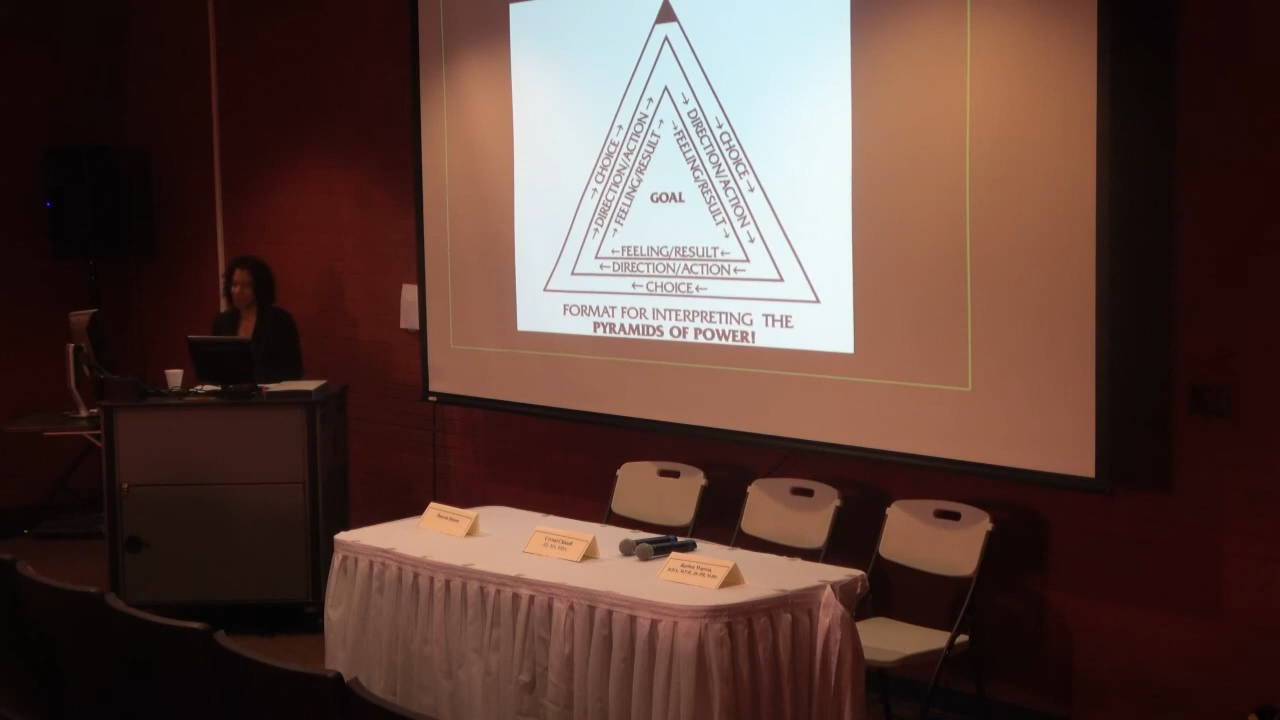 → CHOICE →
→ DIRECTION/ACTION →
→ FEELING/RESULT →
→ CHOICE →
→ DIRECTION/ACTION →
→ FEELING/RESULT →
GOAL
← FEELING/RESULT ←
← DIRECTION/ACTION ←
← CHOICE ←
FORMAT FOR INTERPRETING THE
PYRAMIDS OF POWER!